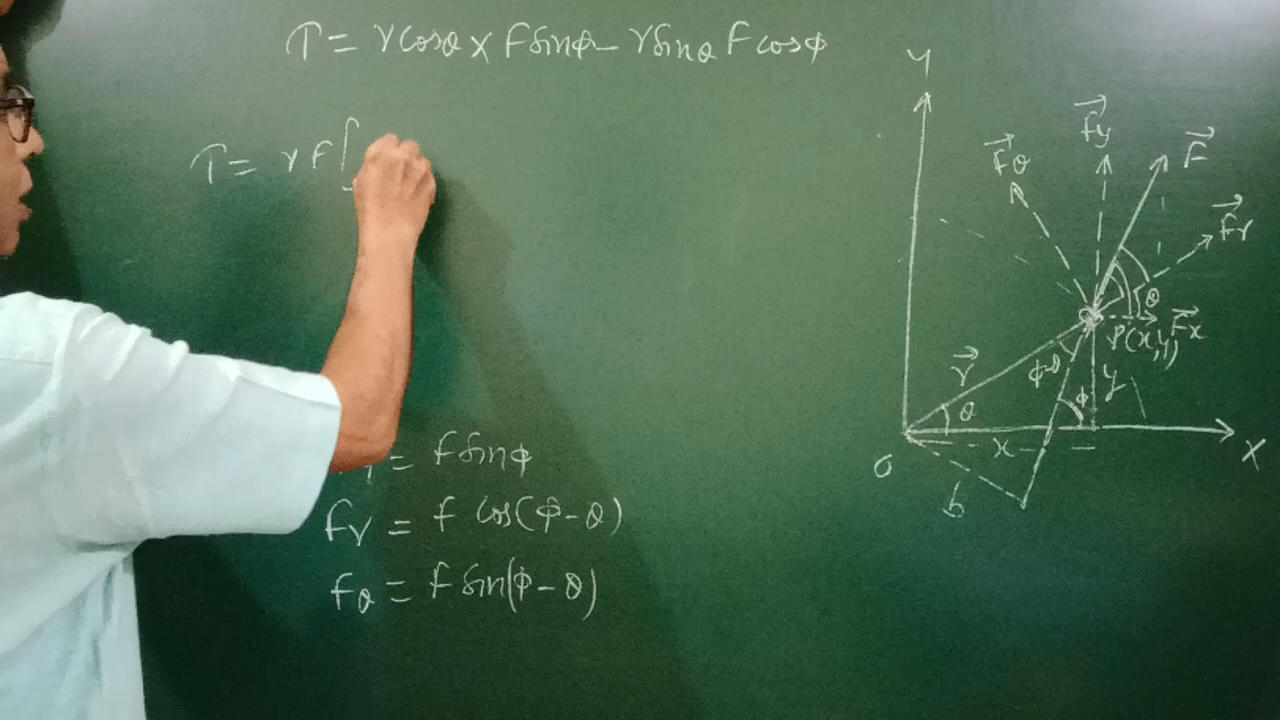 τ = r cosθ × F sinϕ – r sinθ F cosϕ
τ = r F [
= F sinϕ
Fr = F cos(ϕ – θ)
Fθ = F sin(ϕ – θ)
Y
Fy
F
Fθ
Fr
θ
Fx
P(x,y)
r
ϕ-θ
y
θ
ϕ
x
X
O
b